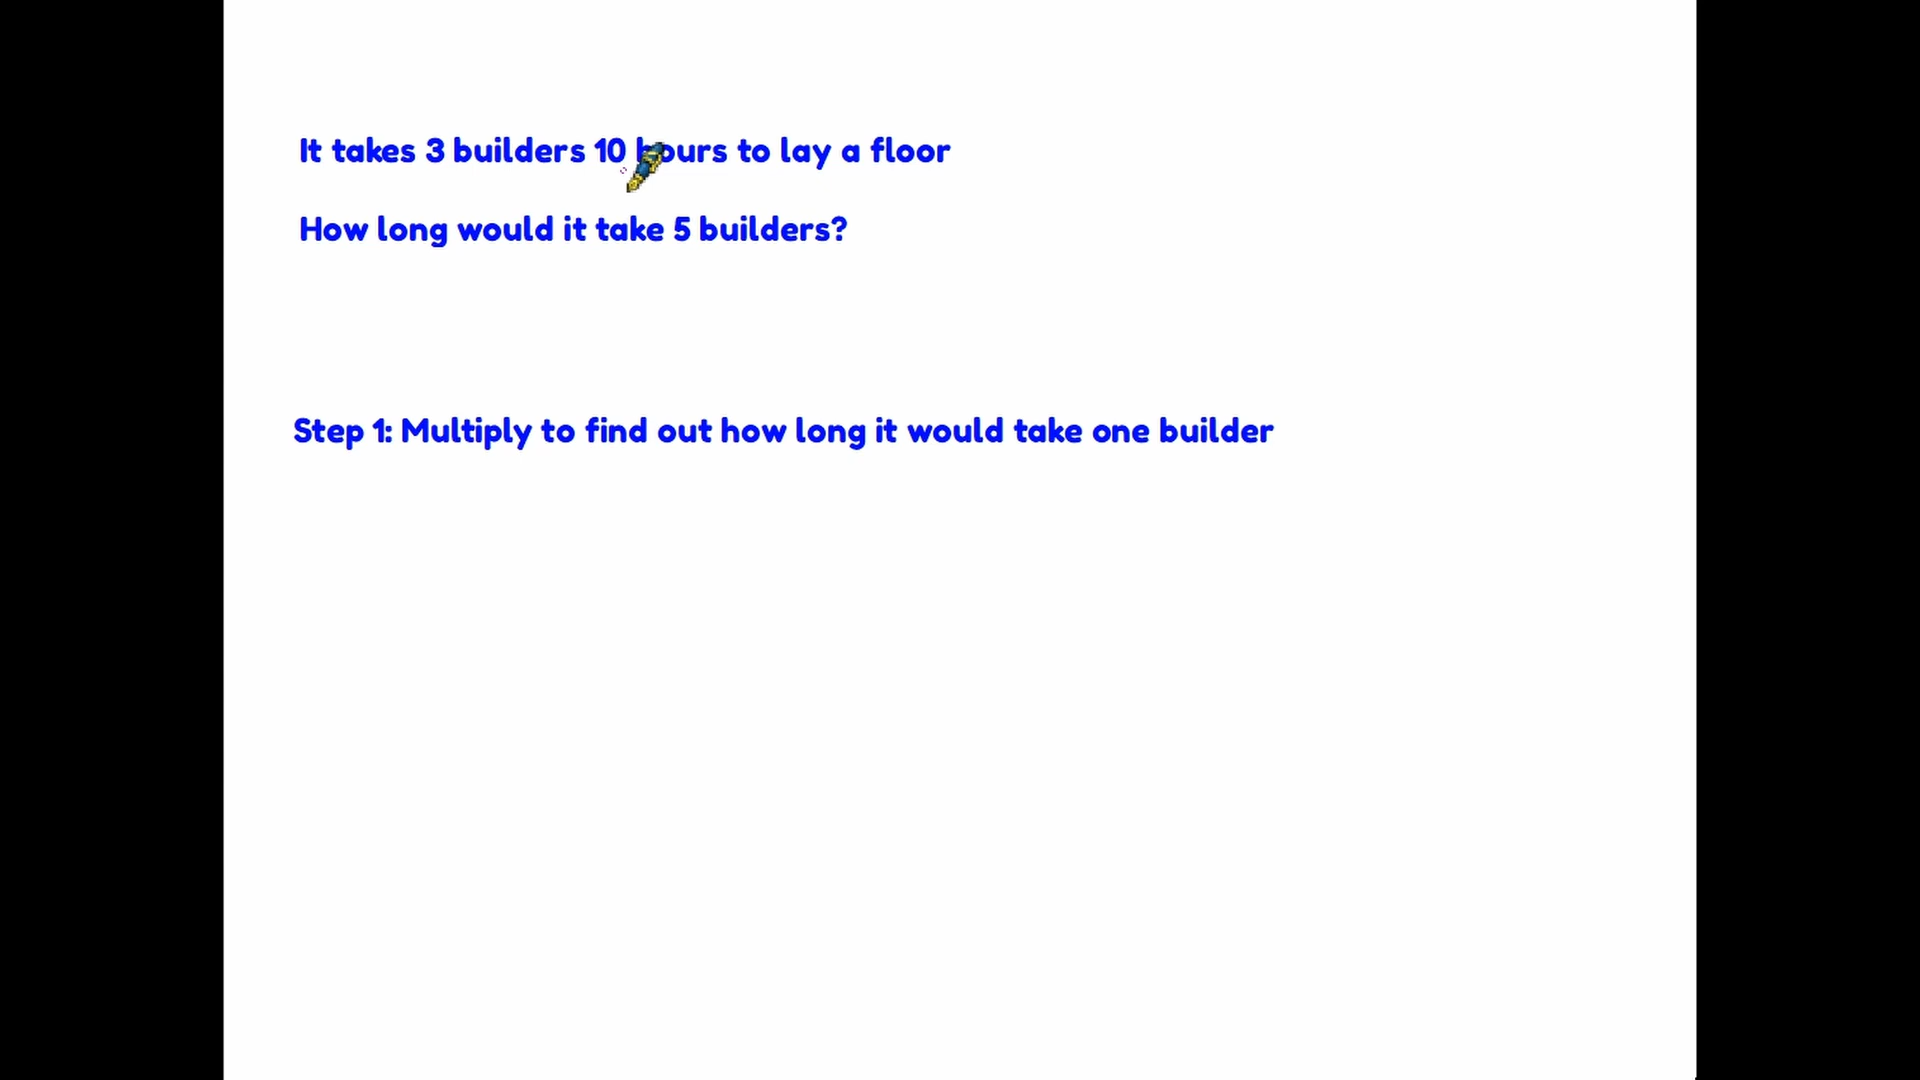 It takes 3 builders 10 hours to lay a floor
How long would it take 5 builders?
Step 1: Multiply to find out how long it would take one builder